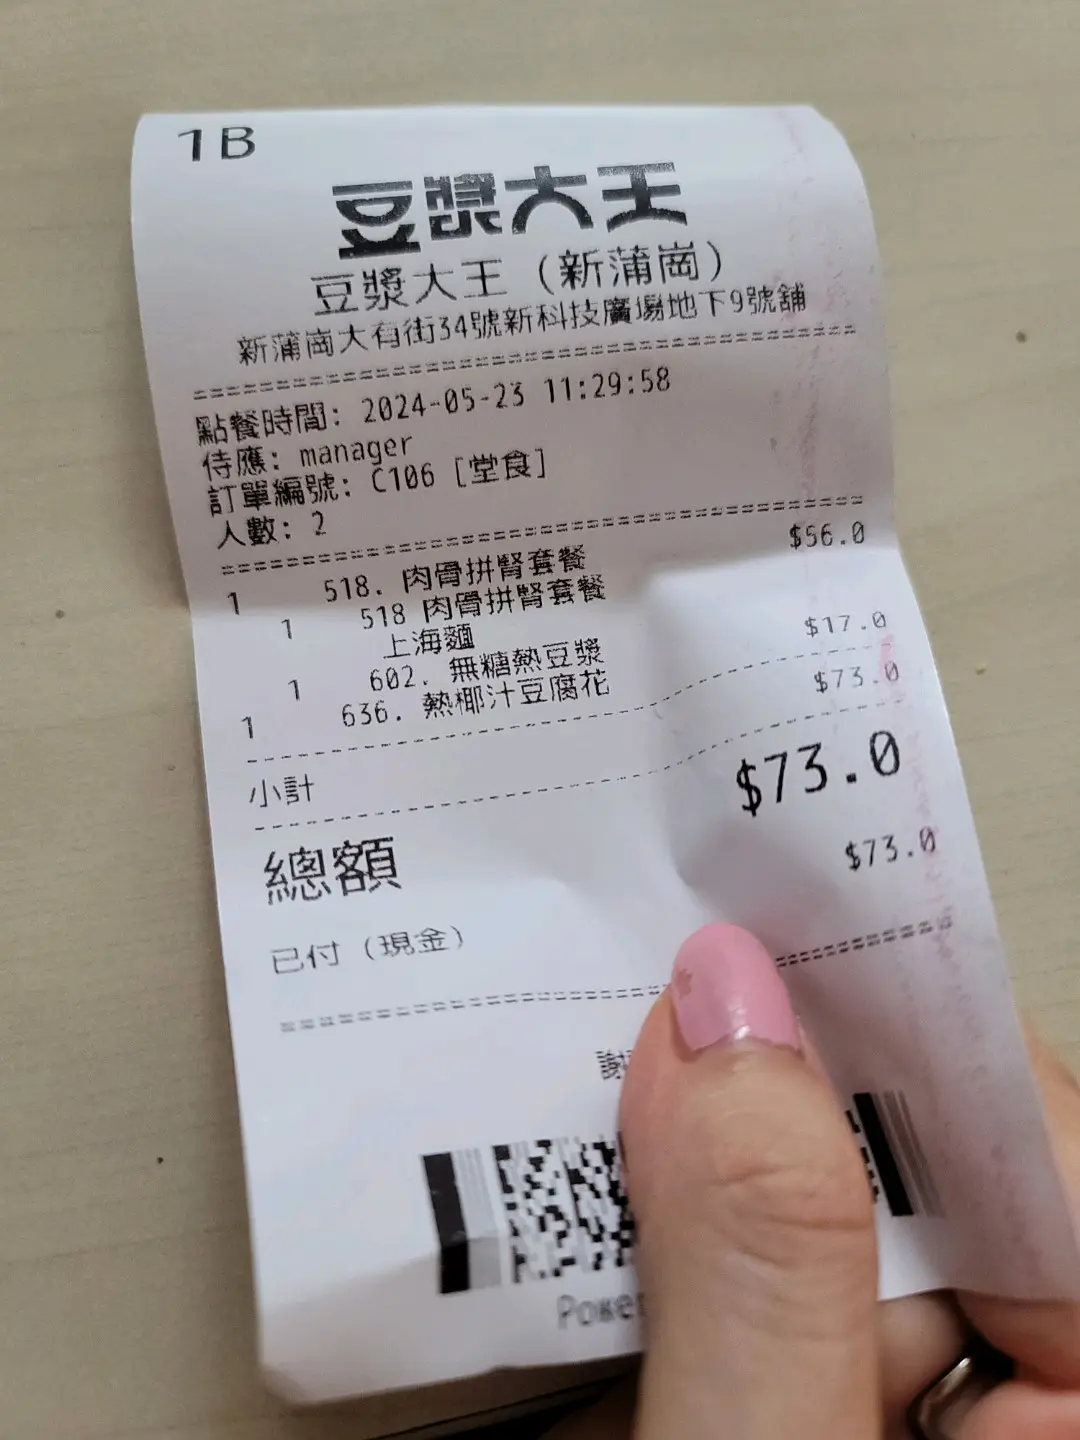 1B
豆漿大王
豆漿大王 (新蒲崗)
新蒲崗大有街34號新科技廣場地下9號舖
點餐時間: 2024-05-23 11:29:58
侍應: manager
訂單編號: C106 [堂食]
人數: 2
1 518. 肉骨拼腎套餐 $56.0
1 518 肉骨拼腎套餐
上海麵
1 602. 無糖熱豆漿
1 636. 熱椰汁豆腐花 $17.0
小計 $73.0
總額 $73.0
已付 (現金) $73.0
謝